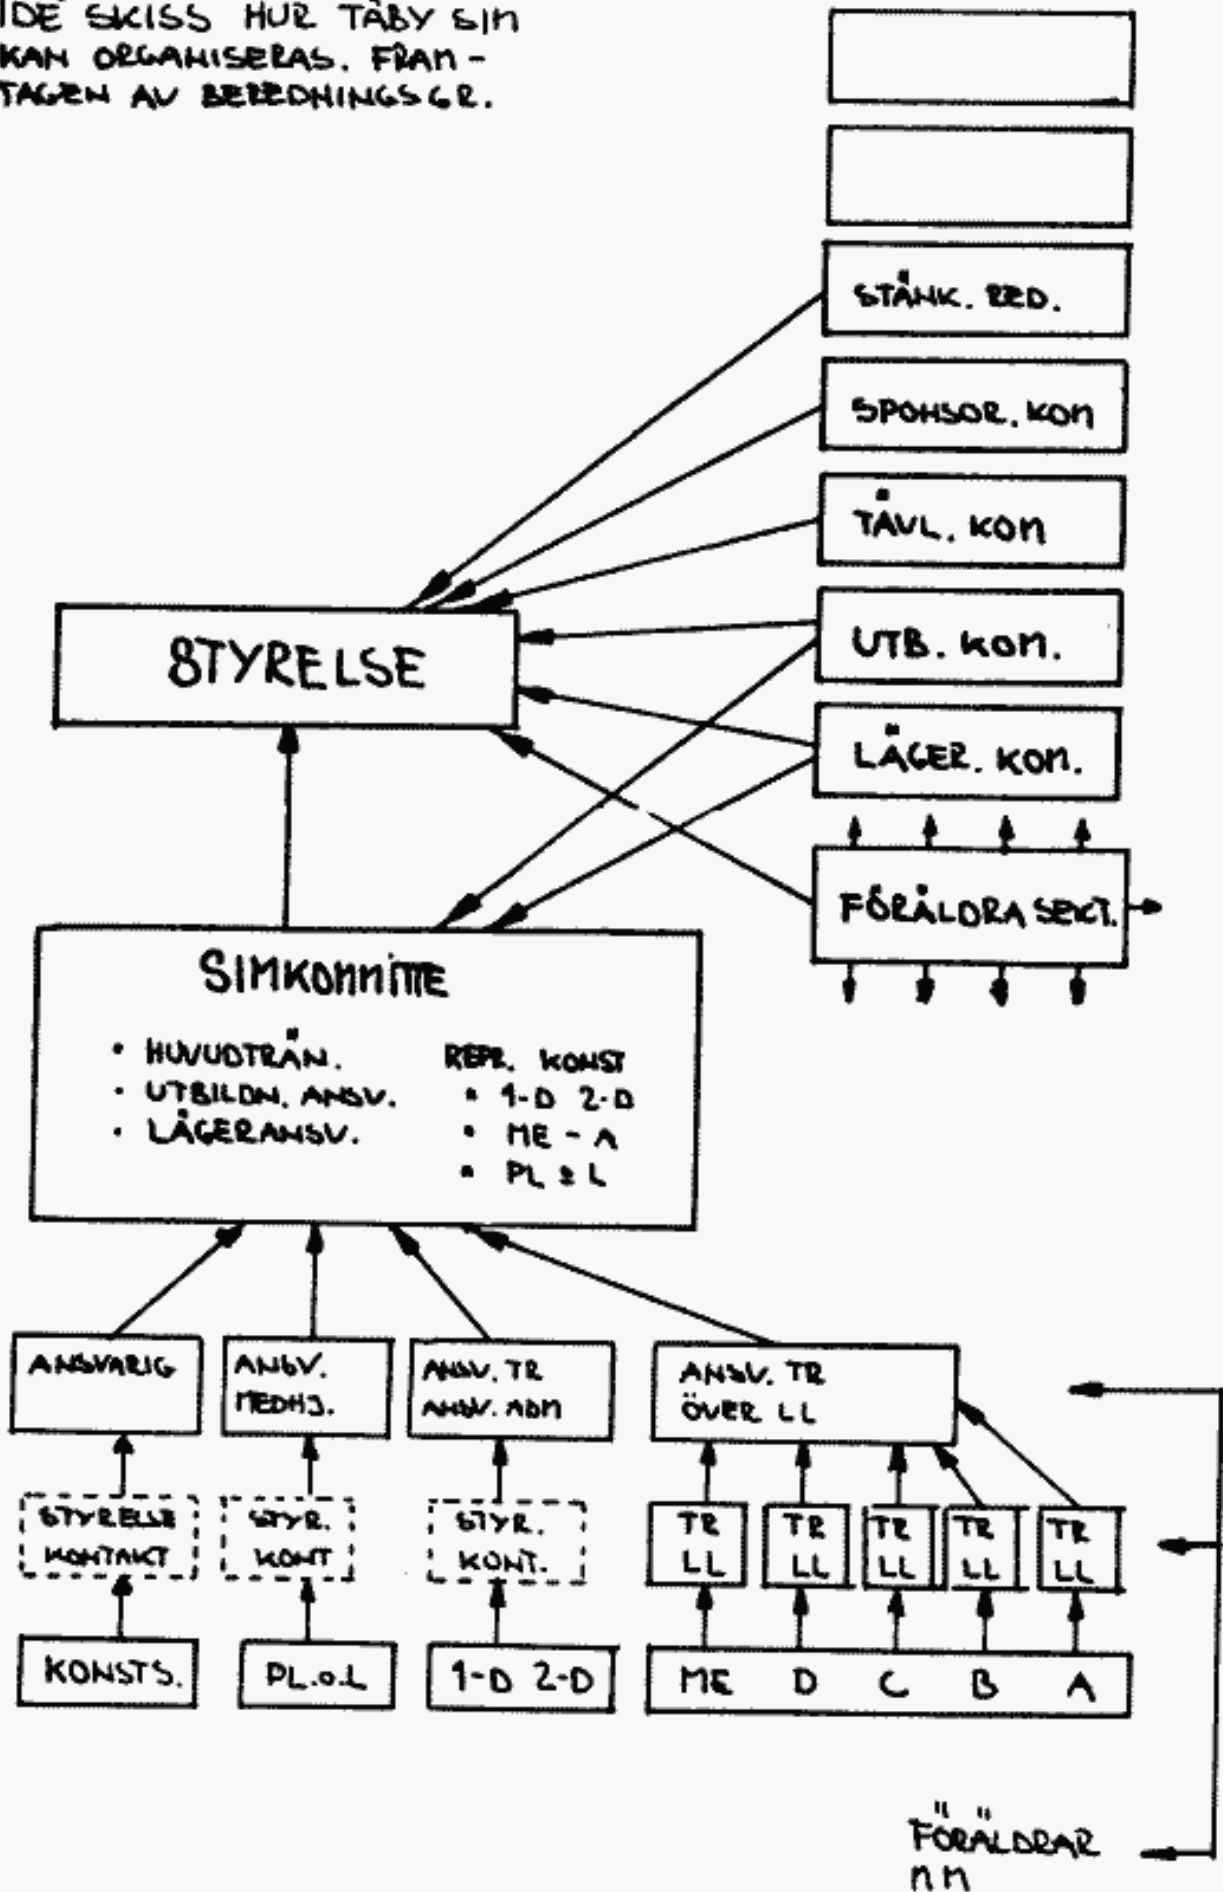 IDÉ SKISS HUR TÄBY SIM
KAN ORGANISERAS. FRAM-
TAGEN AV BEREDNINGSGR.
STÄNK. RED.
SPONSOR. KOM
TÄVL. KOM
UTB. KOM.
LÄGER. KOM.
FÖRÄLDRA SEKT.
STYRELSE
SIMKOMMITTE
• HUVUDTRÄN.
• UTBILDN. ANSV.
• LÄGERANSV.
REPR. KONST
• 1-D 2-D
• ME - A
• PL & L
ANSVARIG
ANSV.
MEDHJ.
ANSV. TR
ANSV. ADM
ANSV. TR
ÖVER LL
STYRELSE
KONTAKT
STYR.
KONT
STYR.
KONT.
TR
LL
TR
LL
TR
LL
TR
LL
TR
LL
KONSTS.
PL.o.L
1-D 2-D
ME D C B A
FÖRÄLDRAR
MM